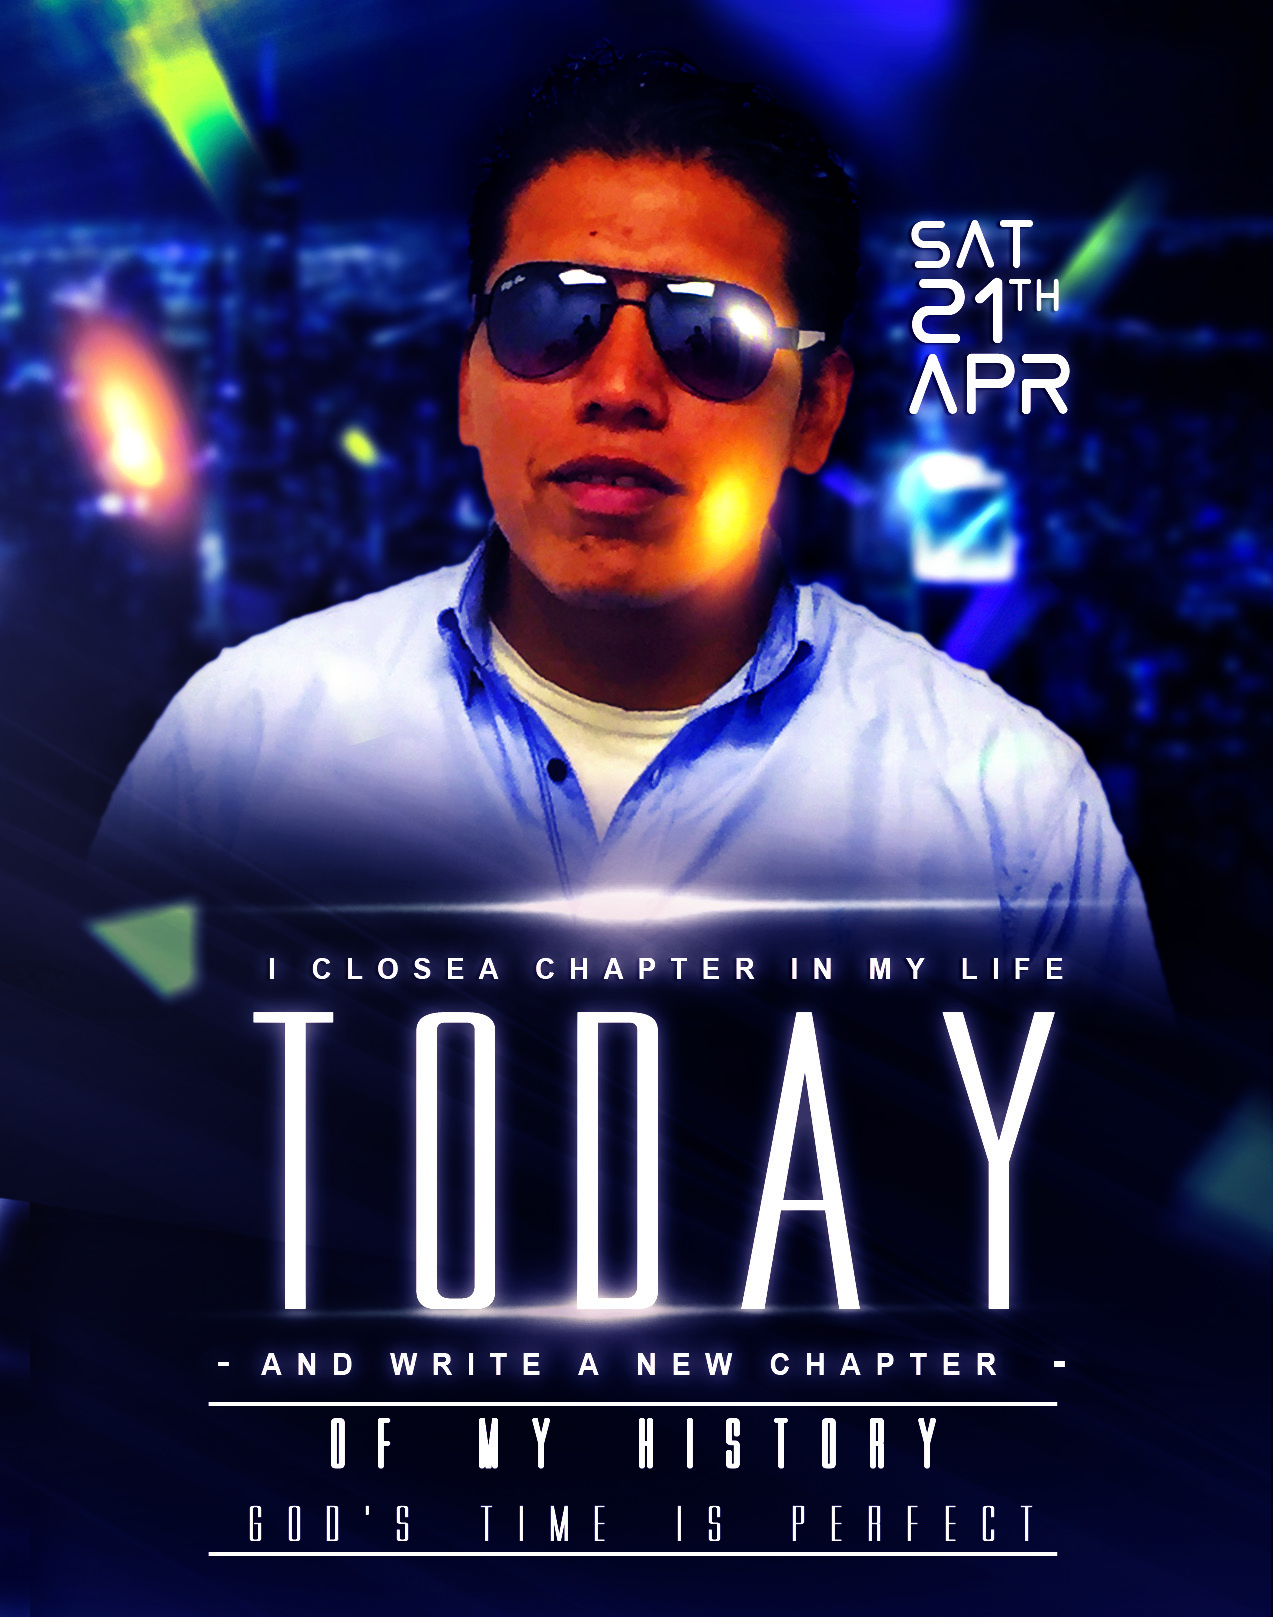 SAT
21TH
APR
I CLOSEA CHAPTER IN MY LIFE
TODAY
- AND WRITE A NEW CHAPTER -
OF MY HISTORY
GOD'S TIME IS PERFECT